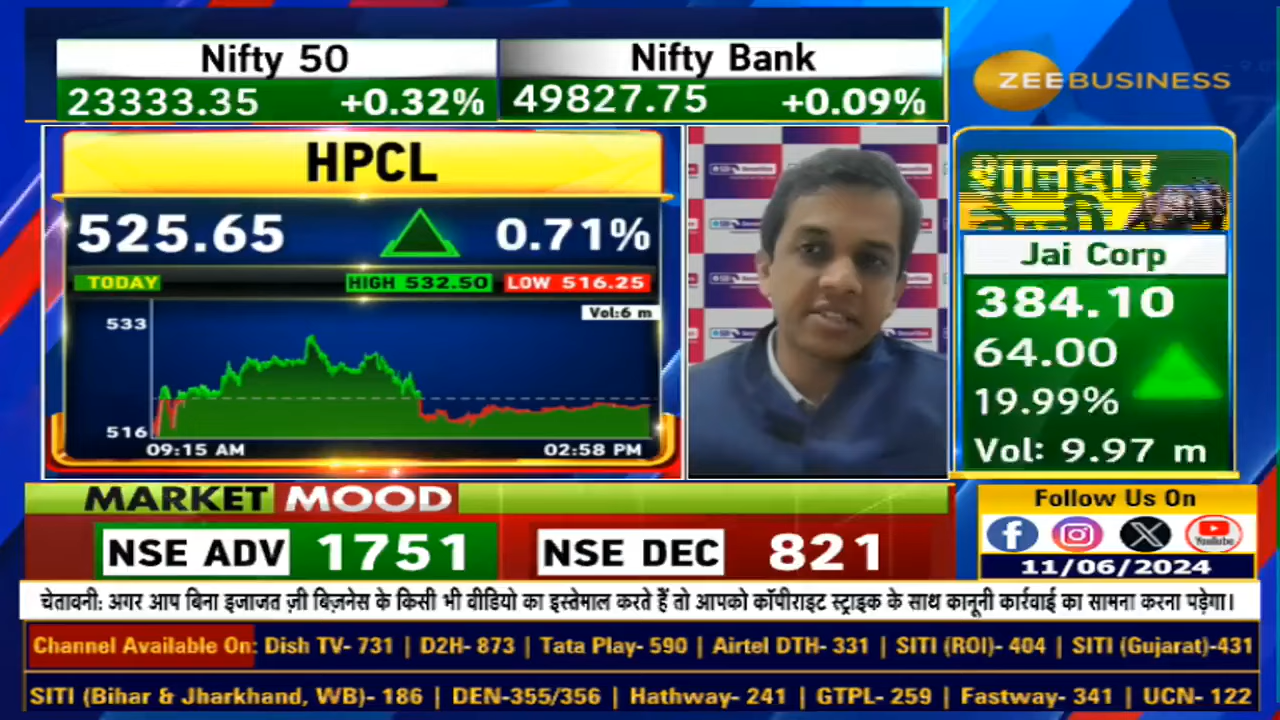 Nifty 50
Nifty Bank
23333.35 +0.32%
49827.75 +0.09%
ZEEBUSINESS
HPCL
525.65 0.71%
TODAY HIGH 532.50 LOW 516.25
Vol:6 m
533
516
09:15 AM 02:58 PM
शानदार
Jai Corp
384.10
64.00
19.99%
Vol: 9.97 m
MARKET MOOD
NSE ADV 1751 NSE DEC 821
Follow Us On
YouTube
11/06/2024
चेतावनी: अगर आप बिना इजाजत ज़ी बिज़नेस के किसी भी वीडियो का इस्तेमाल करते हैं तो आपको कॉपीराइट स्ट्राइक के साथ कानूनी कार्रवाई का सामना करना पड़ेगा।
Channel Available On: Dish TV- 731 | D2H- 873 | Tata Play- 590 | Airtel DTH- 331 | SITI (ROI)- 404 | SITI (Gujarat)-431
SITI (Bihar & Jharkhand, WB)- 186 | DEN-355/356 | Hathway- 241 | GTPL- 259 | Fastway- 341 | UCN- 122